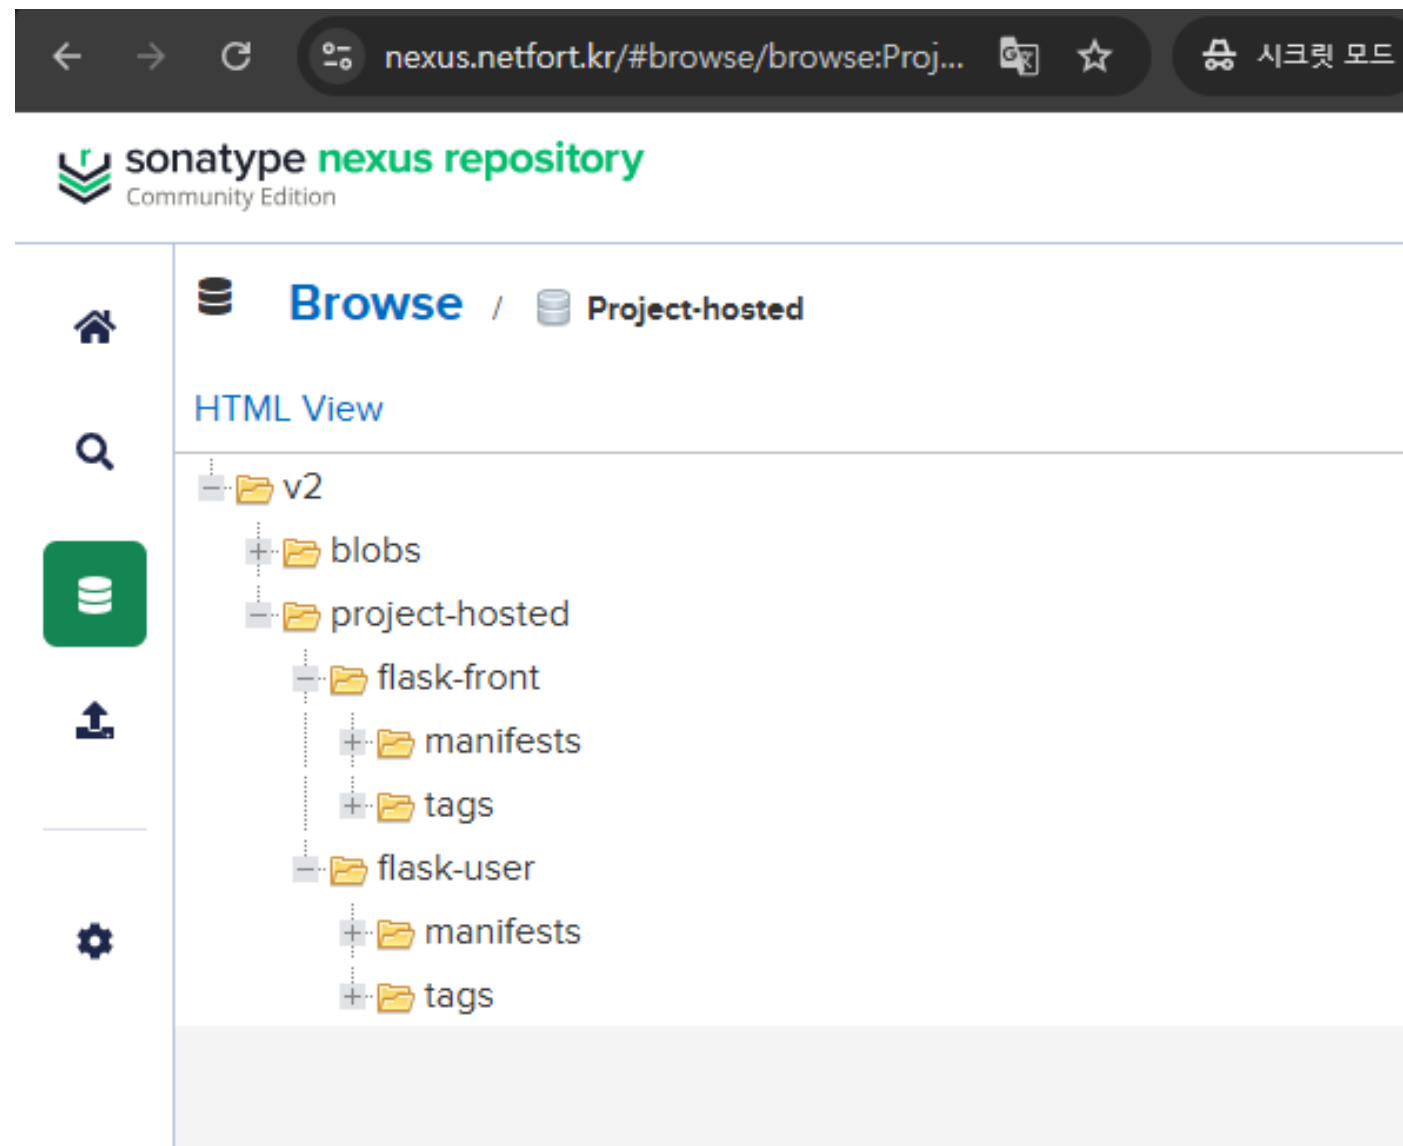 nexus.netfort.kr/#browse/browse:Proj...
시크릿 모드
sonatype nexus repository
Community Edition
Browse / Project-hosted
HTML View
v2
blobs
project-hosted
flask-front
manifests
tags
flask-user
manifests
tags